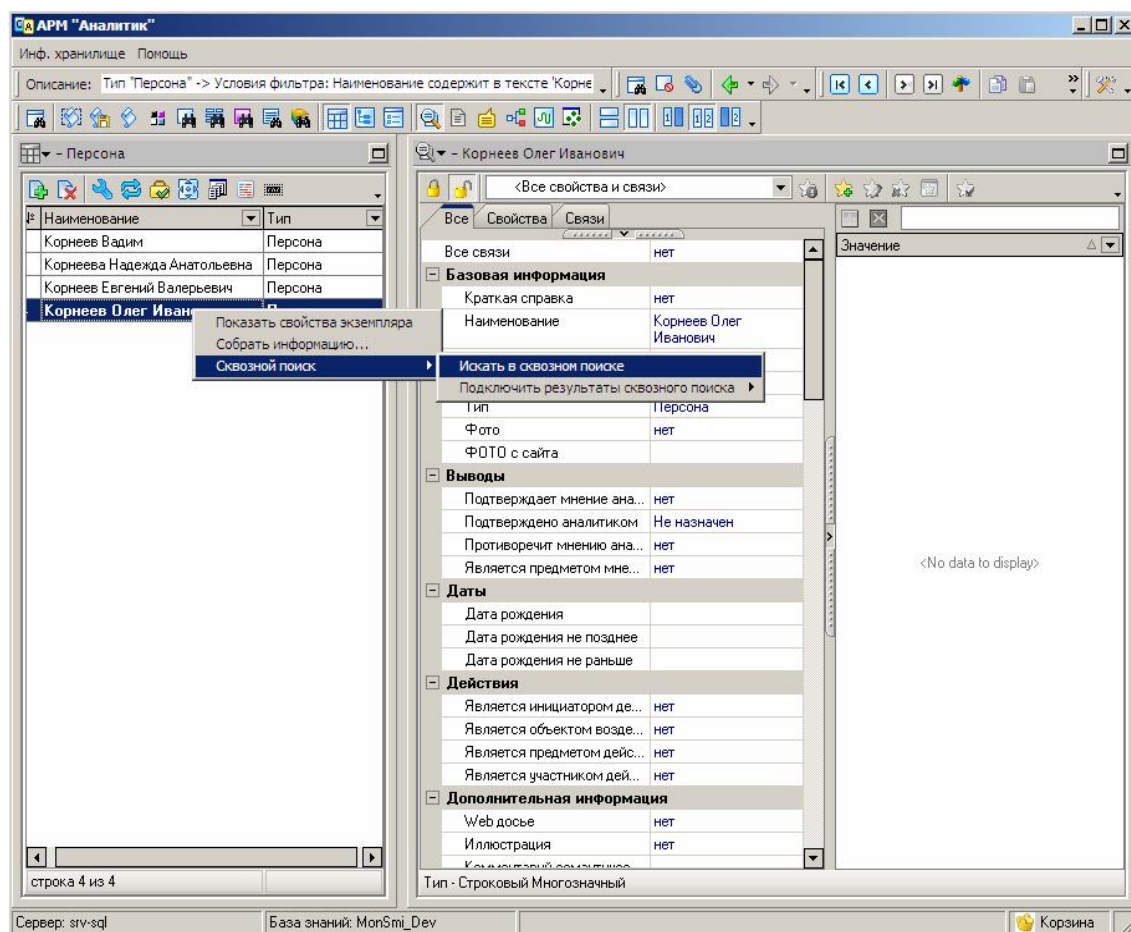 АРМ "Аналитик"
Инф. хранилище Помощь
Описание: Тип "Персона" -> Условия фильтра: Наименование содержит в тексте 'Корне
- Персона
- Корнеев Олег Иванович
<Все свойства и связи>
Наименование Тип
Корнеев Вадим Персона
Корнеева Надежда Анатольевна Персона
Корнеев Евгений Валерьевич Персона
Корнеев Олег Иван
Показать свойства экземпляра
Собрать информацию...
Сквозной поиск
Искать в сквозном поиске
Подключить результаты сквозного поиска
строка 4 из 4
Все Свойства Связи
Все связи нет
Базовая информация
Краткая справка нет
Наименование Корнеев Олег
Иванович
Тип Персона
Фото нет
ФОТО с сайта
Выводы
Подтверждает мнение ана... нет
Подтверждено аналитиком Не назначен
Противоречит мнению ана... нет
Является предметом мне... нет
Даты
Дата рождения
Дата рождения не позднее
Дата рождения не раньше
Действия
Является инициатором де... нет
Является объектом возде... нет
Является предметом дейс... нет
Является участником дей... нет
Дополнительная информация
Web досье нет
Иллюстрация нет
Тип - Строковый Многозначный
Значение
<No data to display>
Сервер: srv-sql База знаний: MonSmi_Dev Корзина